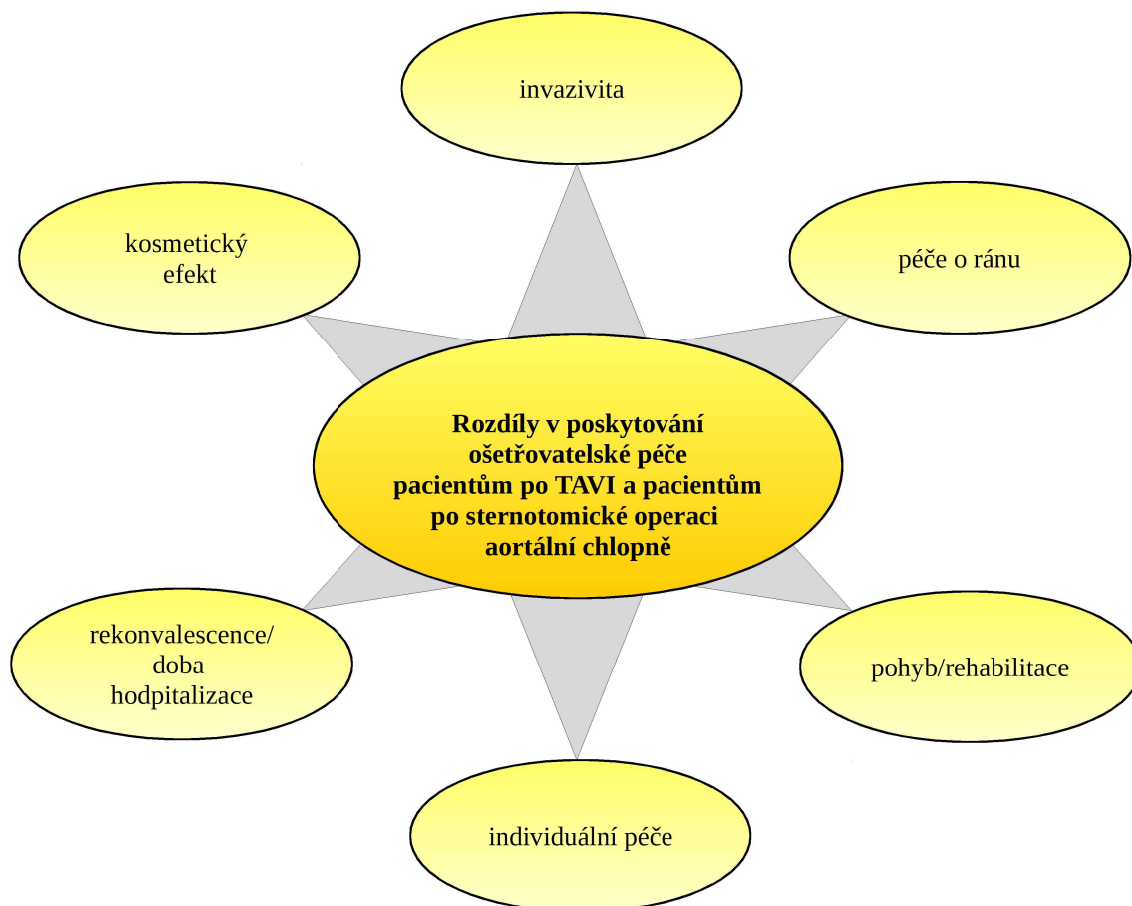 invazivita
kosmetický
efekt
péče o ránu
Rozdíly v poskytování
ošetřovatelské péče
pacientům po TAVI a pacientům
po sternotomické operaci
aortální chlopně
rekonvalescence/
doba
hodpitalizace
pohyb/rehabilitace
individuální péče